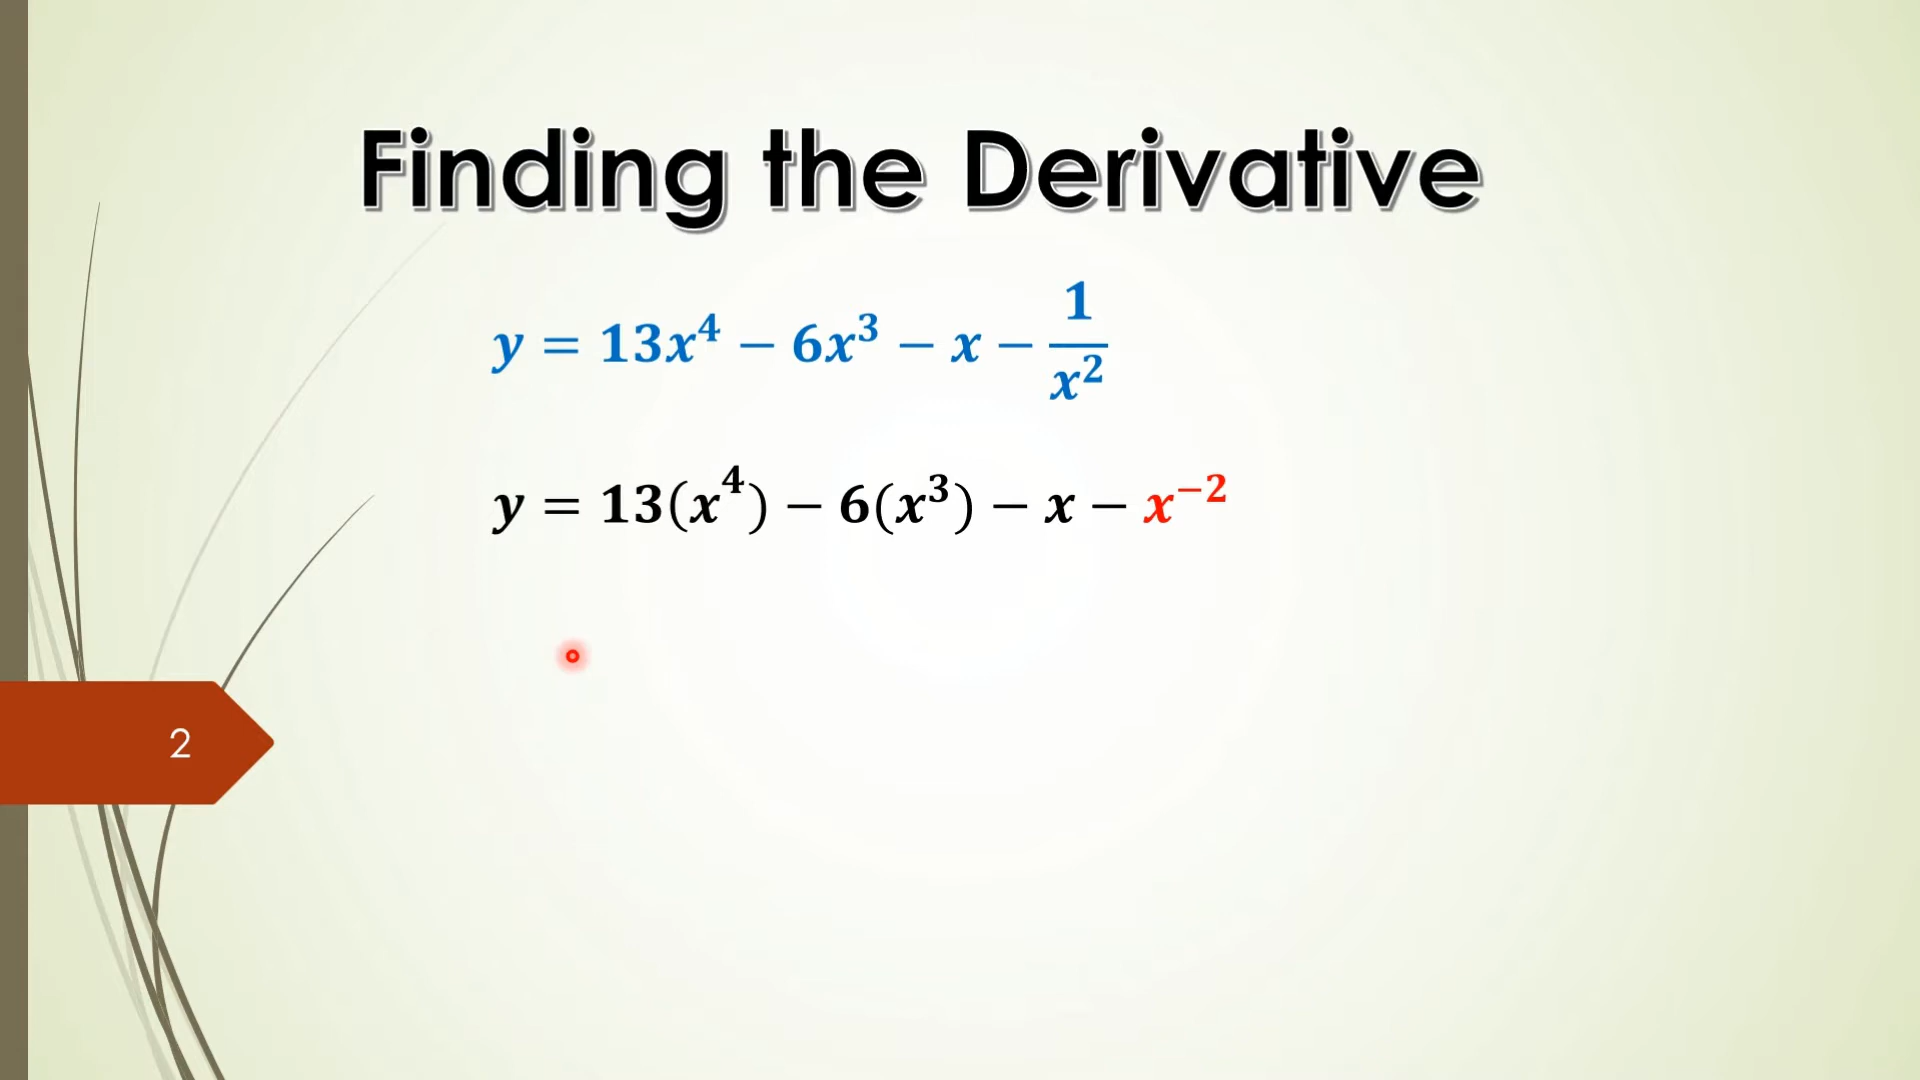 Finding the Derivative
y = 13x⁴ − 6x³ − x − 1/x²
y = 13(x⁴) − 6(x³) − x − x⁻²
2